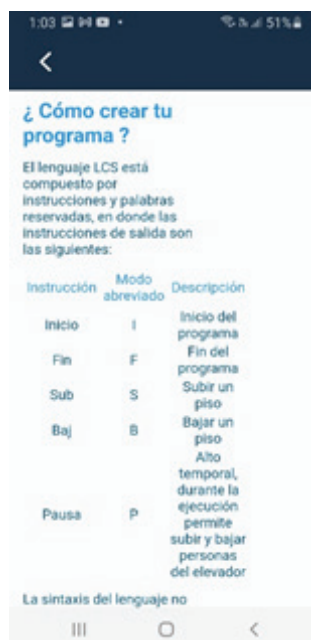 1:03
51%
¿ Cómo crear tu
programa ?
El lenguaje LCS está
compuesto por
instrucciones y palabras
reservadas, en donde las
instrucciones de salida son
las siguientes:
Instrucción Modo abreviado Descripción
Inicio I Inicio del programa
Fin F Fin del programa
Sub S Subir un piso
Baj B Bajar un piso
Pausa P Alto temporal, durante la ejecución permite subir y bajar personas del elevador
La sintaxis del lenguaje no